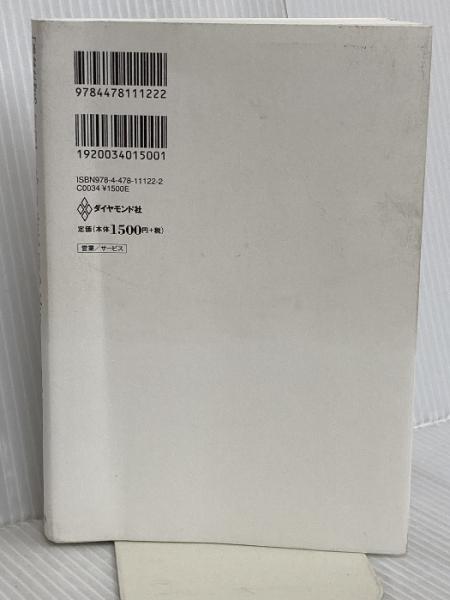 9784478111222
1920034015001
ISBN978-4-478-11122-2
C0034 ¥1500E
ダイヤモンド社
定価(本体1500円+税)
営業/サービス